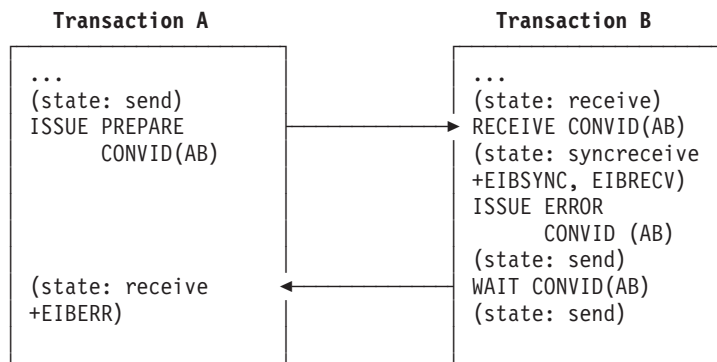 Transaction A
Transaction B
...
(state: send)
ISSUE PREPARE
CONVID(AB)
(state: receive
+EIBERR)
...
(state: receive)
RECEIVE CONVID(AB)
(state: syncreceive
+EIBSYNC, EIBRECV)
ISSUE ERROR
CONVID (AB)
(state: send)
WAIT CONVID(AB)
(state: send)